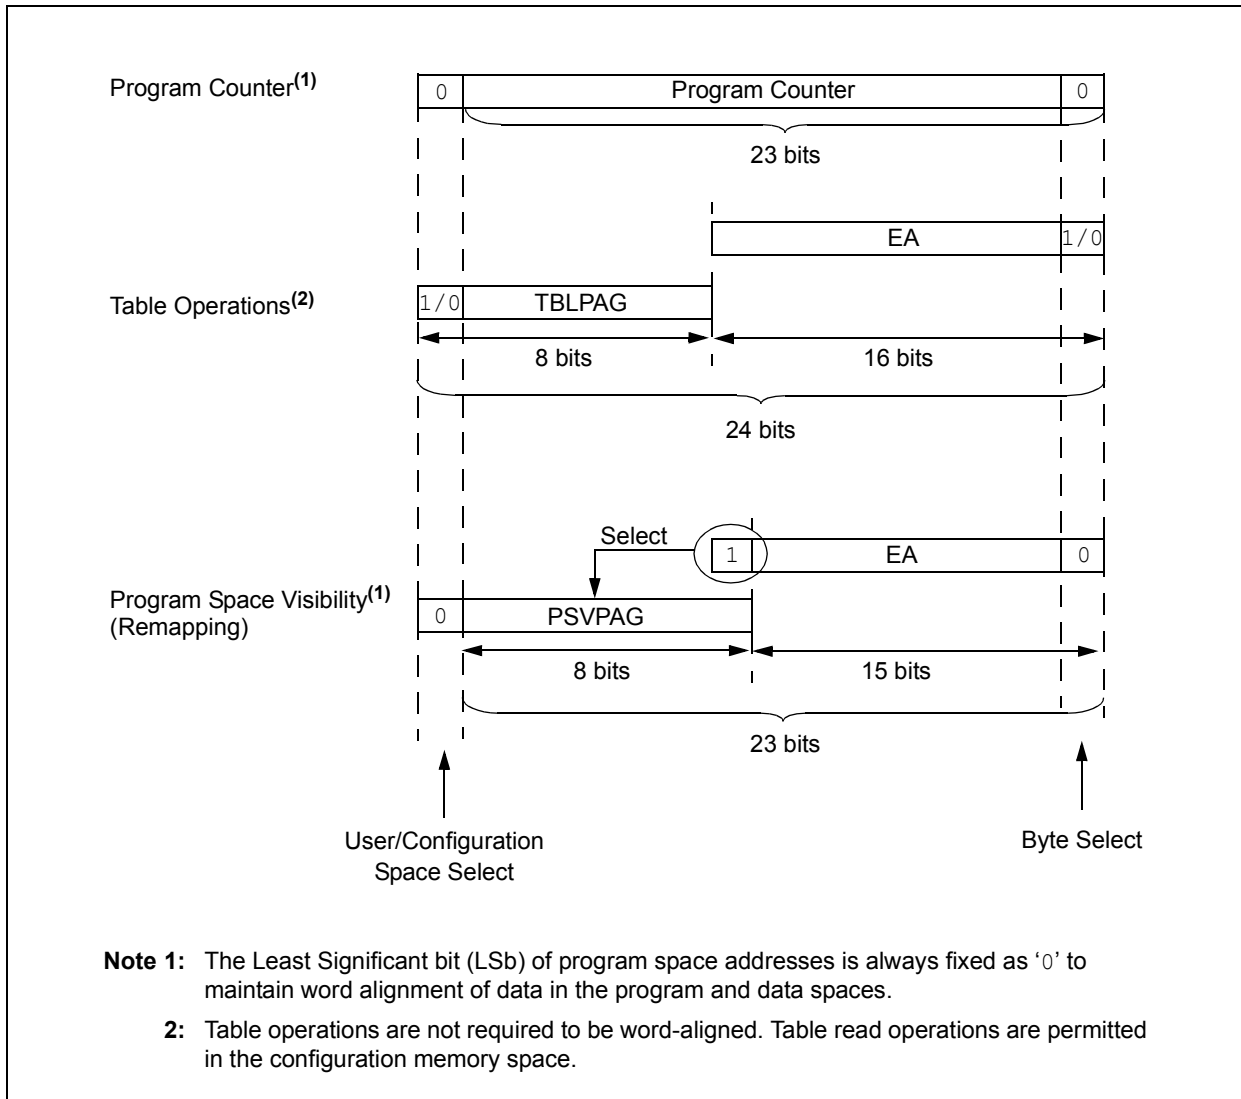 Program Counter(1)
0 Program Counter 0
23 bits
EA 1/0
Table Operations(2)
1/0 TBLPAG
8 bits 16 bits
24 bits
Select
1 EA 0
Program Space Visibility(1)
(Remapping)
0 PSVPAG
8 bits 15 bits
23 bits
User/Configuration
Space Select
Byte Select
Note 1: The Least Significant bit (LSb) of program space addresses is always fixed as ‘0’ to
maintain word alignment of data in the program and data spaces.
2: Table operations are not required to be word-aligned. Table read operations are permitted
in the configuration memory space.